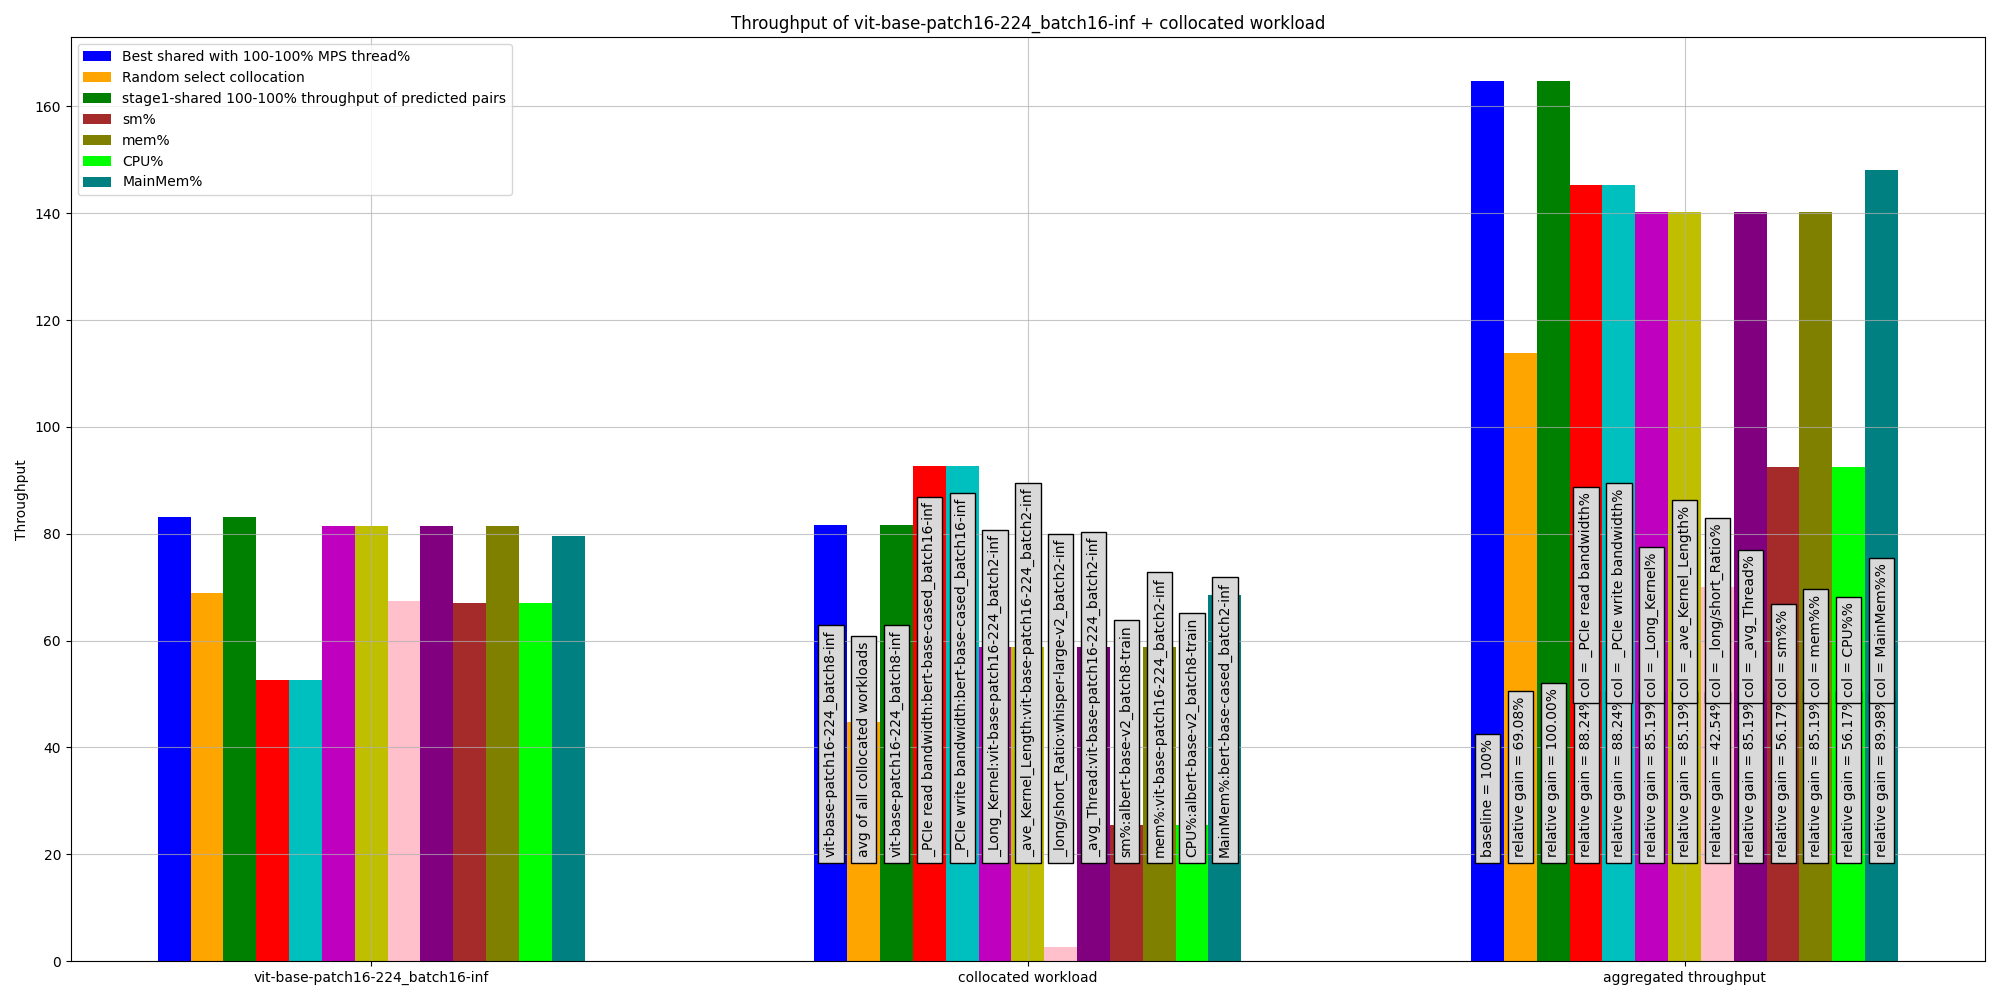 Throughput of vit-base-patch16-224_batch16-inf + collocated workload
Best shared with 100-100% MPS thread%
Random select collocation
stage1-shared 100-100% throughput of predicted pairs
sm%
mem%
CPU%
MainMem%
Throughput
160
140
120
100
80
60
40
20
0
vit-base-patch16-224_batch8-inf
avg of all collocated workloads
vit-base-patch16-224_batch8-inf
_PCIe read bandwidth:bert-base-cased_batch16-inf
_PCIe write bandwidth:bert-base-cased_batch16-inf
_Long_Kernel:vit-base-patch16-224_batch2-inf
_ave_Kernel_Length:vit-base-patch16-224_batch2-inf
_long/short_Ratio:whisper-large-v2_batch2-inf
_avg_Thread:vit-base-patch16-224_batch2-inf
sm%:albert-base-v2_batch8-train
mem%:vit-base-patch16-224_batch2-inf
CPU%:albert-base-v2_batch8-train
MainMem%:bert-base-cased_batch2-inf
baseline = 100%
relative gain = 69.08%
relative gain = 100.00%
relative gain = 88.24% col = _PCIe read bandwidth%
relative gain = 88.24% col = _PCIe write bandwidth%
relative gain = 85.19% col = _Long_Kernel%
relative gain = 85.19% col = _ave_Kernel_Length%
relative gain = 42.54% col = _long/short_Ratio%
relative gain = 85.19% col = _avg_Thread%
relative gain = 56.17% col = sm%%
relative gain = 85.19% col = mem%%
relative gain = 56.17% col = CPU%%
relative gain = 89.98% col = MainMem%%
vit-base-patch16-224_batch16-inf
collocated workload
aggregated throughput